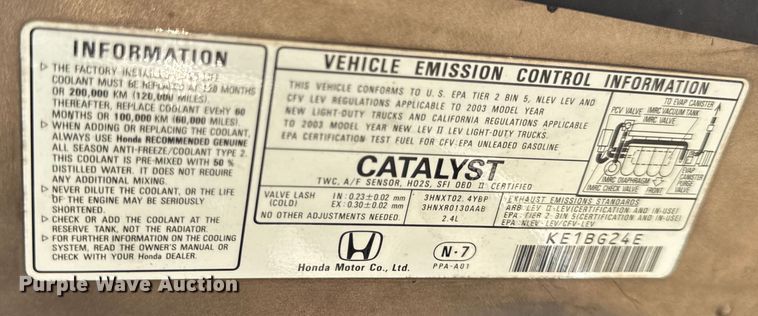 INFORMATION
▷ THE FACTORY INSTALLED LIFE
COOLANT MUST BE REPLACED AT 120 MONTHS
OR 200,000 KM (120,000 MILES).
THEREAFTER, REPLACE COOLANT EVERY 60
MONTHS OR 100,000 KM (60,000 MILES).
▷ WHEN ADDING OR REPLACING THE COOLANT,
ALWAYS USE Honda RECOMMENDED GENUINE
ALL SEASON ANTI-FREEZE/COOLANT TYPE 2.
THIS COOLANT IS PRE-MIXED WITH 50 %
DISTILLED WATER. IT DOES NOT REQUIRE
ANY ADDITIONAL MIXING.
▷ NEVER DILUTE THE COOLANT, OR THE LIFE
OF THE ENGINE MAY BE SERIOUSLY
SHORTENED.
▷ CHECK OR ADD COOLANT AT THE
RESERVE TANK, NOT THE RADIATOR.
▷ FOR FURTHER INFORMATION ON THE COOLING
SYSTEM, READ THE OWNER'S MANUAL OR
CHECK WITH YOUR Honda DEALER.
VEHICLE EMISSION CONTROL INFORMATION
THIS VEHICLE CONFORMS TO U.S. EPA TIER 2 BIN 5, NLEV LEV AND
CFV LEV REGULATIONS APPLICABLE TO 2003 MODEL YEAR
NEW LIGHT-DUTY TRUCKS AND CALIFORNIA REGULATIONS APPLICABLE
TO 2003 MODEL YEAR NEW LEV II LEV LIGHT-DUTY TRUCKS.
EPA CERTIFICATION TEST FUEL FOR CFV:EPA UNLEADED GASOLINE
TO EVAP CANISTER
PCV VALVE
IMRC VACUUM TANK
IMRC VALVE
IMRC DIAPHRAGM
IMRC CHECK VALVE
FRONT
EVAP
CANISTER
PURGE
VALVE
CATALYST
TWC, A/F SENSOR, HO2S, SFI OBD II CERTIFIED
VALVE LASH
(COLD)
IN:0.23±0.02 mm
EX:0.30±0.02 mm
NO OTHER ADJUSTMENTS NEEDED.
3HNXT02.4YBP
3HNXR0130AAB
2.4L
EXHAUST EMISSIONS STANDARDS
ARB: LEV II-LEV(CERTIFICATION AND IN-USE)
EPA: TIER 2 BIN 5(CERTIFICATION AND IN-USE)
EPA: NLEV-LEV/CFV-LEV
Honda Motor Co., Ltd.
N-7
PPA-A01
KE1BG24E
Purple Wave Auction